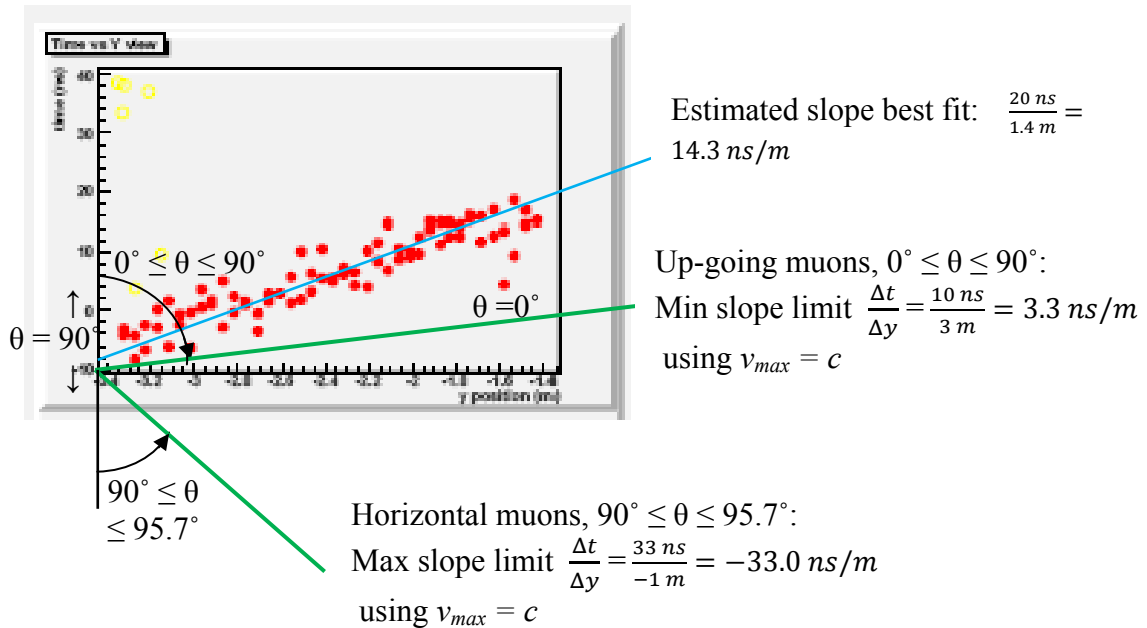 Time vs Y view
time (ns)
40
30
20
10
0
-10
-3.4 -3.2 -3 -2.8 -2.6 -2.4 -2.2 -2 -1.8 -1.6 -1.4
y position (m)
0˚ ≤ θ ≤ 90˚
θ =0˚
θ = 90˚
↑
↓
90˚ ≤ θ
≤ 95.7˚
Estimated slope best fit: 20 ns/1.4 m =
14.3 ns/m
Up-going muons, 0˚ ≤ θ ≤ 90˚:
Min slope limit Δt/Δy = 10 ns/3 m = 3.3 ns/m
using vmax = c
Horizontal muons, 90˚ ≤ θ ≤ 95.7˚:
Max slope limit Δt/Δy = 33 ns/−1 m = −33.0 ns/m
using vmax = c